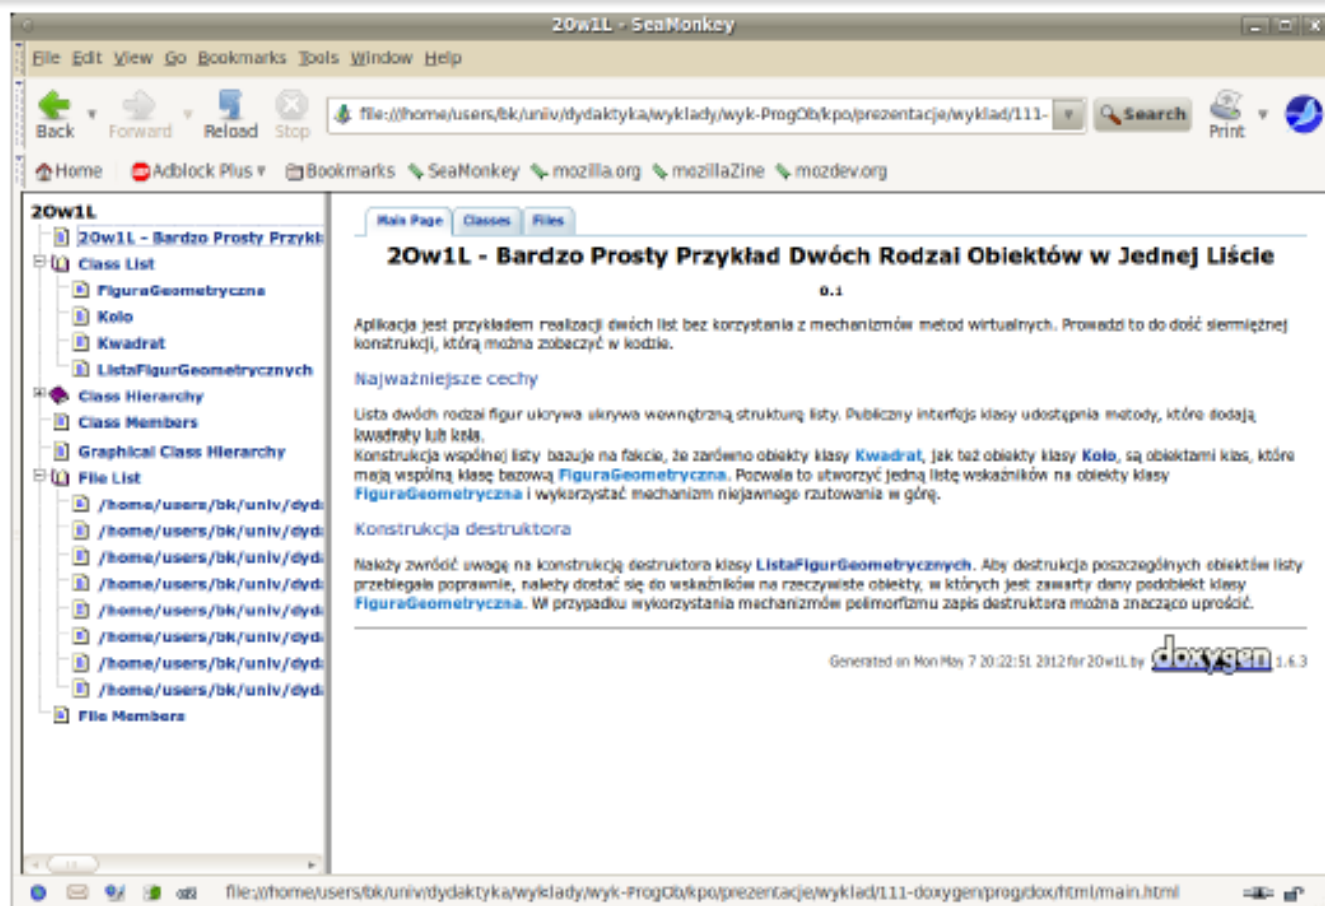 2Ow1L - SeaMonkey
File Edit View Go Bookmarks Tools Window Help
Back Forward Reload Stop file:///home/users/bk/univ/dydaktyka/wyklady/wyk-ProgOb/kpo/prezentacje/wyklad/111- Search Print
Home Adblock Plus Bookmarks SeaMonkey mozilla.org mozillaZine mozdev.org
2Ow1L
2Ow1L - Bardzo Prosty Przykł
Class List
FiguraGeometryczna
Kolo
Kwadrat
ListaFigurGeometrycznych
Class Hierarchy
Class Members
Graphical Class Hierarchy
File List
/home/users/bk/univ/dyd
/home/users/bk/univ/dyd
/home/users/bk/univ/dyd
/home/users/bk/univ/dyd
/home/users/bk/univ/dyd
/home/users/bk/univ/dyd
/home/users/bk/univ/dyd
/home/users/bk/univ/dyd
File Members
Main Page Classes Files
2Ow1L - Bardzo Prosty Przykład Dwóch Rodzai Obiektów w Jednej Liście
0.1
Aplikacja jest przykładem realizacji dwóch list bez korzystania z mechanizmów metod wirtualnych. Prowadzi to do dość siermiężnej
konstrukcji, którą można zobaczyć w kodzie.
Najważniejsze cechy
Lista dwóch rodzai figur ukrywa ukrywa wewnętrzną strukturę listy. Publiczny interfejs klasy udostępnia metody, które dodają
kwadraty lub koła.
Konstrukcja wspólnej listy bazuje na fakcie, że zarówno obiekty klasy Kwadrat, jak też obiekty klasy Kolo, są obiektami klas, które
mają wspólną klasę bazową FiguraGeometryczna. Pozwala to utworzyć jedną listę wskaźników na obiekty klasy
FiguraGeometryczna i wykorzystać mechanizm niejawnego rzutowania w górę.
Konstrukcja destruktora
Należy zwrócić uwagę na konstrukcję destruktora klasy ListaFigurGeometrycznych. Aby destrukcja poszczególnych obiektów listy
przebiegała poprawnie, należy dostać się do wskaźników na rzeczywiste obiekty, w których jest zawarty dany podobiekt klasy
FiguraGeometryczna. W przypadku wykorzystania mechanizmów polimorfizmu zapis destruktora można znacząco uprościć.
Generated on Mon May 7 20:22:51 2012 for 2Ow1L by doxygen 1.6.3
file:///home/users/bk/univ/dydaktyka/wyklady/wyk-ProgOb/kpo/prezentacje/wyklad/111-doxygen/prog/dox/html/main.html